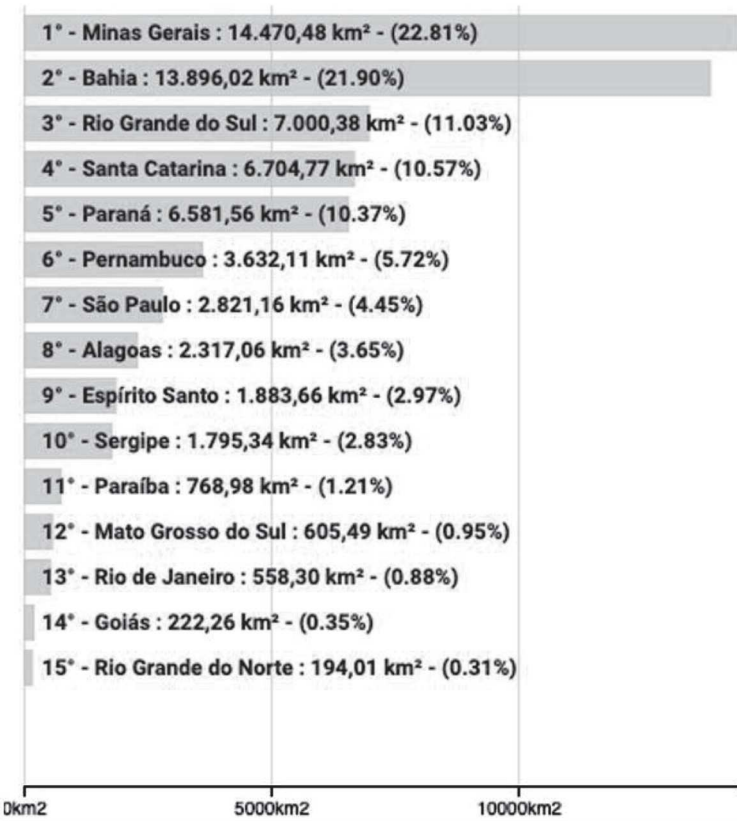 1° - Minas Gerais : 14.470,48 km² - (22.81%)
2° - Bahia : 13.896,02 km² - (21.90%)
3° - Rio Grande do Sul : 7.000,38 km² - (11.03%)
4° - Santa Catarina : 6.704,77 km² - (10.57%)
5° - Paraná : 6.581,56 km² - (10.37%)
6° - Pernambuco : 3.632,11 km² - (5.72%)
7° - São Paulo : 2.821,16 km² - (4.45%)
8° - Alagoas : 2.317,06 km² - (3.65%)
9° - Espírito Santo : 1.883,66 km² - (2.97%)
10° - Sergipe : 1.795,34 km² - (2.83%)
11° - Paraíba : 768,98 km² - (1.21%)
12° - Mato Grosso do Sul : 605,49 km² - (0.95%)
13° - Rio de Janeiro : 558,30 km² - (0.88%)
14° - Goiás : 222,26 km² - (0.35%)
15° - Rio Grande do Norte : 194,01 km² - (0.31%)
0km2 5000km2 10000km2